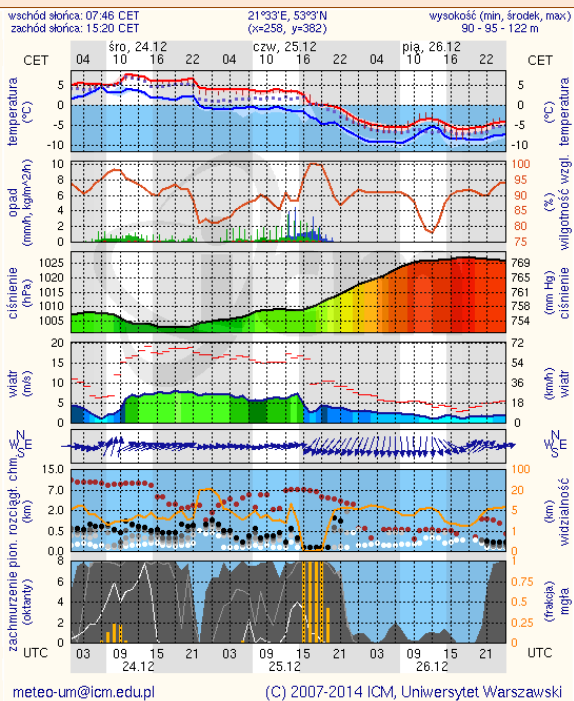 wschód słońca: 07:46 CET 21°33'E, 53°3'N wysokość (min, środek, max)
zachód słońca: 15:20 CET (x=258, y=382) 90 - 95 - 122 m
śro, 24.12 czw, 25.12 pią, 26.12
CET 04 10 16 22 04 10 16 22 04 10 16 22 CET
temperatura (°C) 5 0 -5 -10 5 0 -5 -10 temperatura (°C)
opad (mm/h, kg/m^2/h) 10 8 6 4 2 0 100 95 90 85 80 75 (%) wilgotność wzgl.
ciśnienie (hPa) 1025 1020 1015 1010 1005 769 765 761 758 754 (mm Hg) ciśnienie
wiatr (m/s) 20 15 10 5 0 72 54 36 18 0 (km/h) wiatr
N W E S N W E S
pion. rozciągł. chm. (km) 15.0 7.0 2.0 0.5 0.0 100 20 5 1 0 (km) widzialność
zachmurzenie (oktanty) 8 6 4 2 0 1 0.75 0.5 0.25 0 (frakcja) mgła
UTC 03 09 15 21 03 09 15 21 03 09 15 21 UTC
24.12 25.12 26.12
meteo-um@icm.edu.pl (C) 2007-2014 ICM, Uniwersytet Warszawski